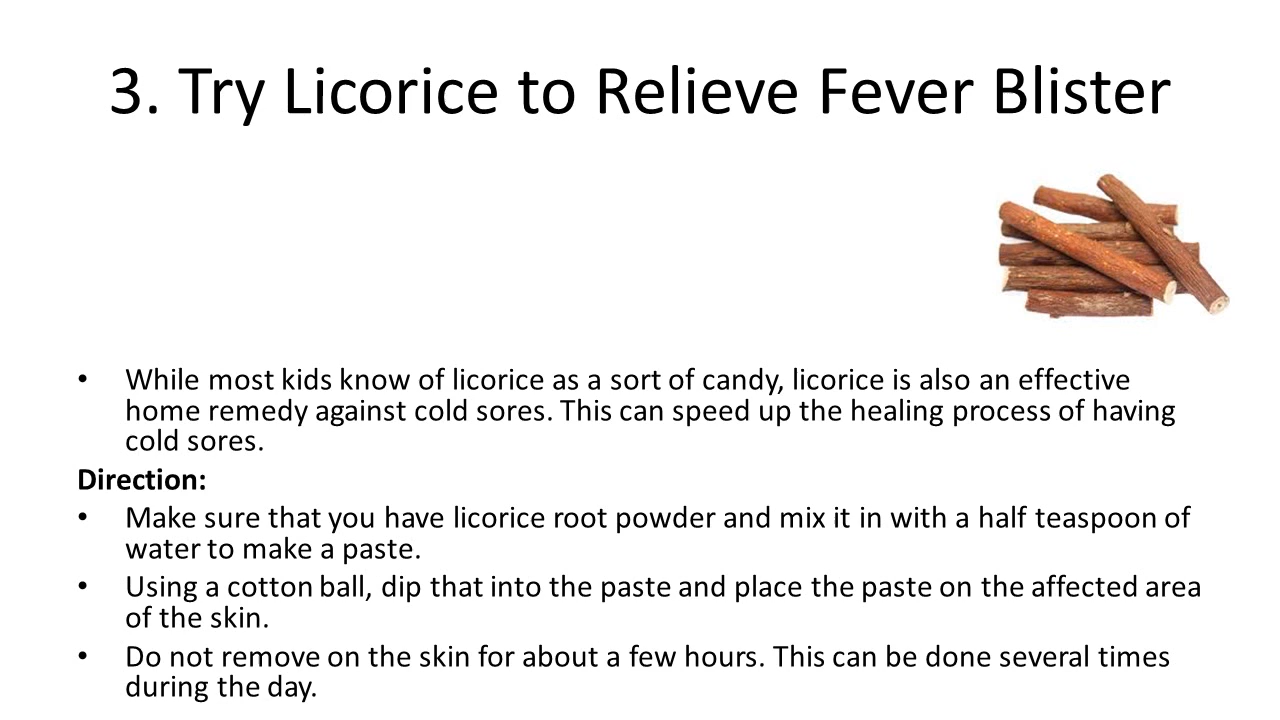 3. Try Licorice to Relieve Fever Blister
• While most kids know of licorice as a sort of candy, licorice is also an effective
home remedy against cold sores. This can speed up the healing process of having
cold sores.
Direction:
• Make sure that you have licorice root powder and mix it in with a half teaspoon of
water to make a paste.
• Using a cotton ball, dip that into the paste and place the paste on the affected area
of the skin.
• Do not remove on the skin for about a few hours. This can be done several times
during the day.